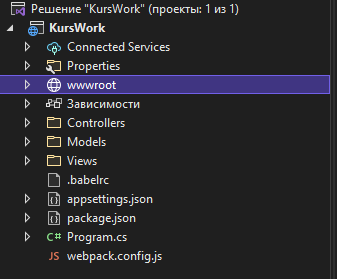 Решение "KursWork" (проекты: 1 из 1)
KursWork
Connected Services
Properties
wwwroot
Зависимости
Controllers
Models
Views
.babelrc
appsettings.json
package.json
C# Program.cs
JS webpack.config.js